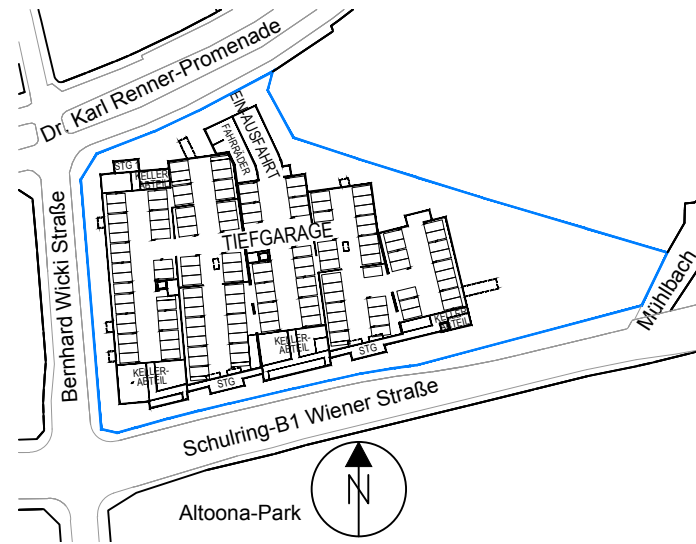 Dr. Karl Renner-Promenade
EIN-AUSFAHRT
FAHRRÄDER
STG
KELLER
ABTEIL
TIEFGARAGE
Bernhard Wicki Straße
Mühlbach
KELLER
ABTEIL
KELLER-
ABTEIL
STG
KELLER-
ABTEIL
STG
Schulring-B1 Wiener Straße
Altoona-Park
N